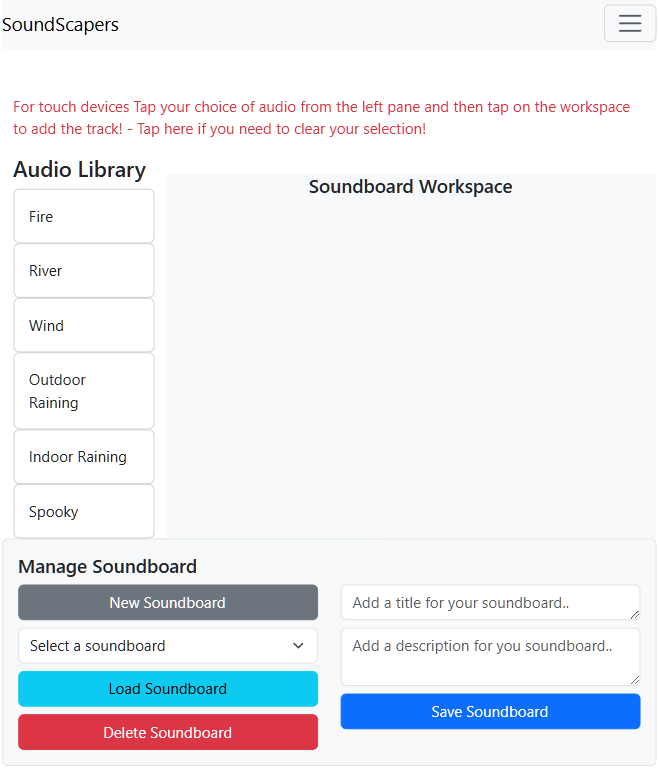 SoundScapers
For touch devices Tap your choice of audio from the left pane and then tap on the workspace
to add the track! - Tap here if you need to clear your selection!
Audio Library
Fire
River
Wind
Outdoor
Raining
Indoor Raining
Spooky
Soundboard Workspace
Manage Soundboard
New Soundboard
Select a soundboard
Load Soundboard
Delete Soundboard
Add a title for your soundboard..
Add a description for you soundboard..
Save Soundboard